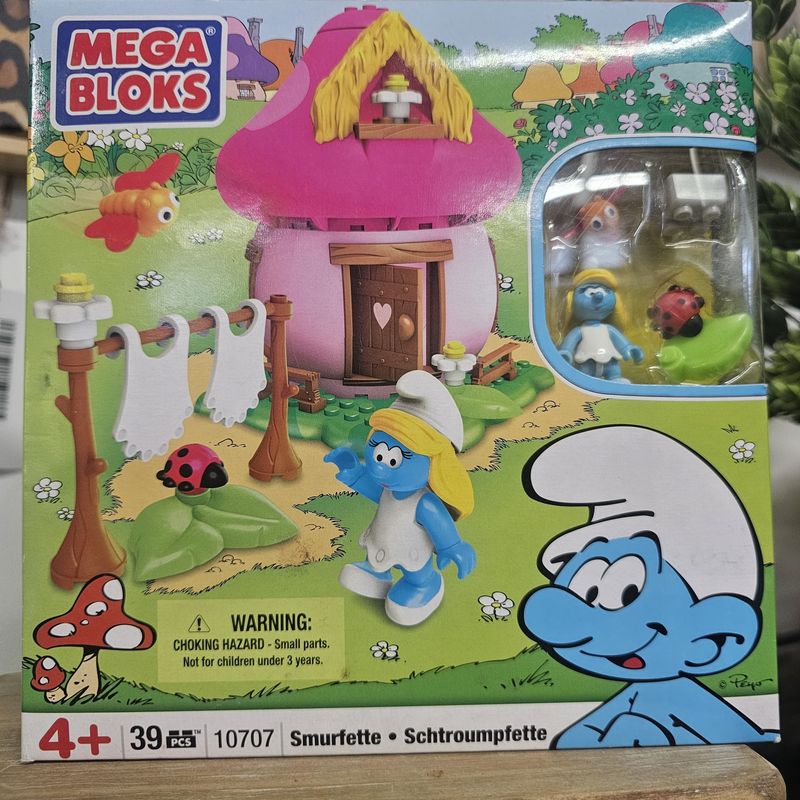 MEGA
BLOKS®
⚠ WARNING:
CHOKING HAZARD - Small parts.
Not for children under 3 years.
© Peyo
4+ 39 PCS™ 10707 Smurfette • Schtroumpfette